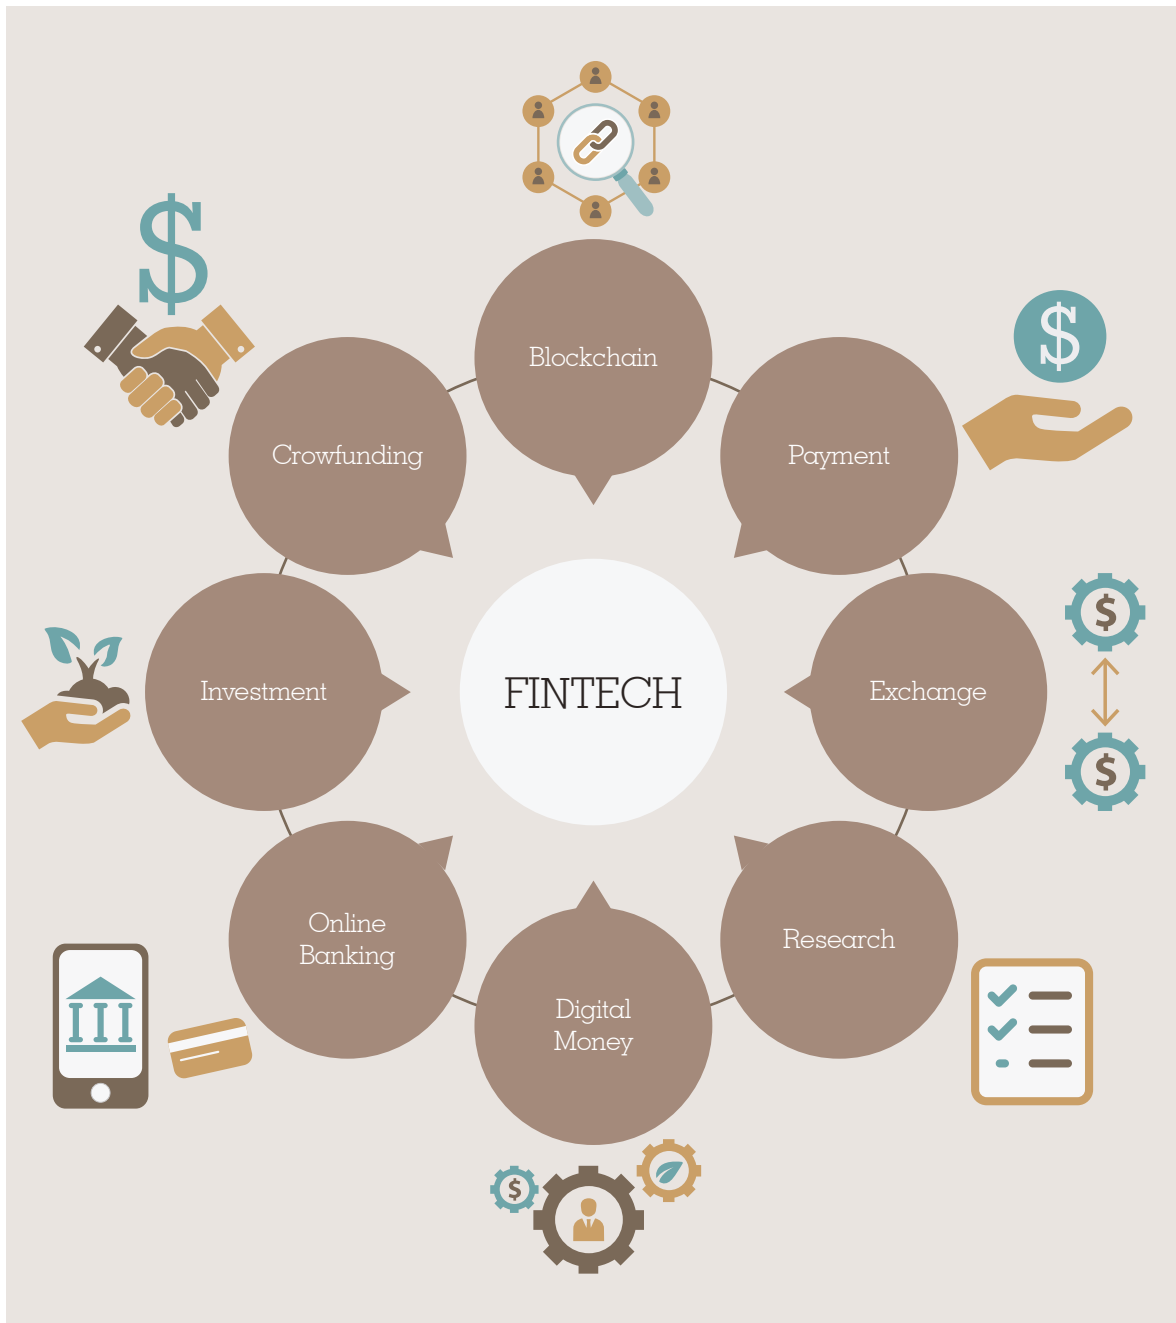 Blockchain
Crowfunding
Payment
Investment
FINTECH
Exchange
Online
Banking
Research
Digital
Money
$
$
$
$
$